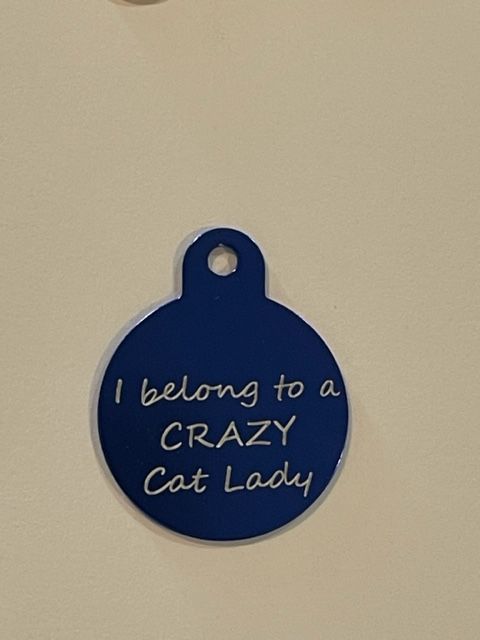 I belong to a
CRAZY
Cat Lady